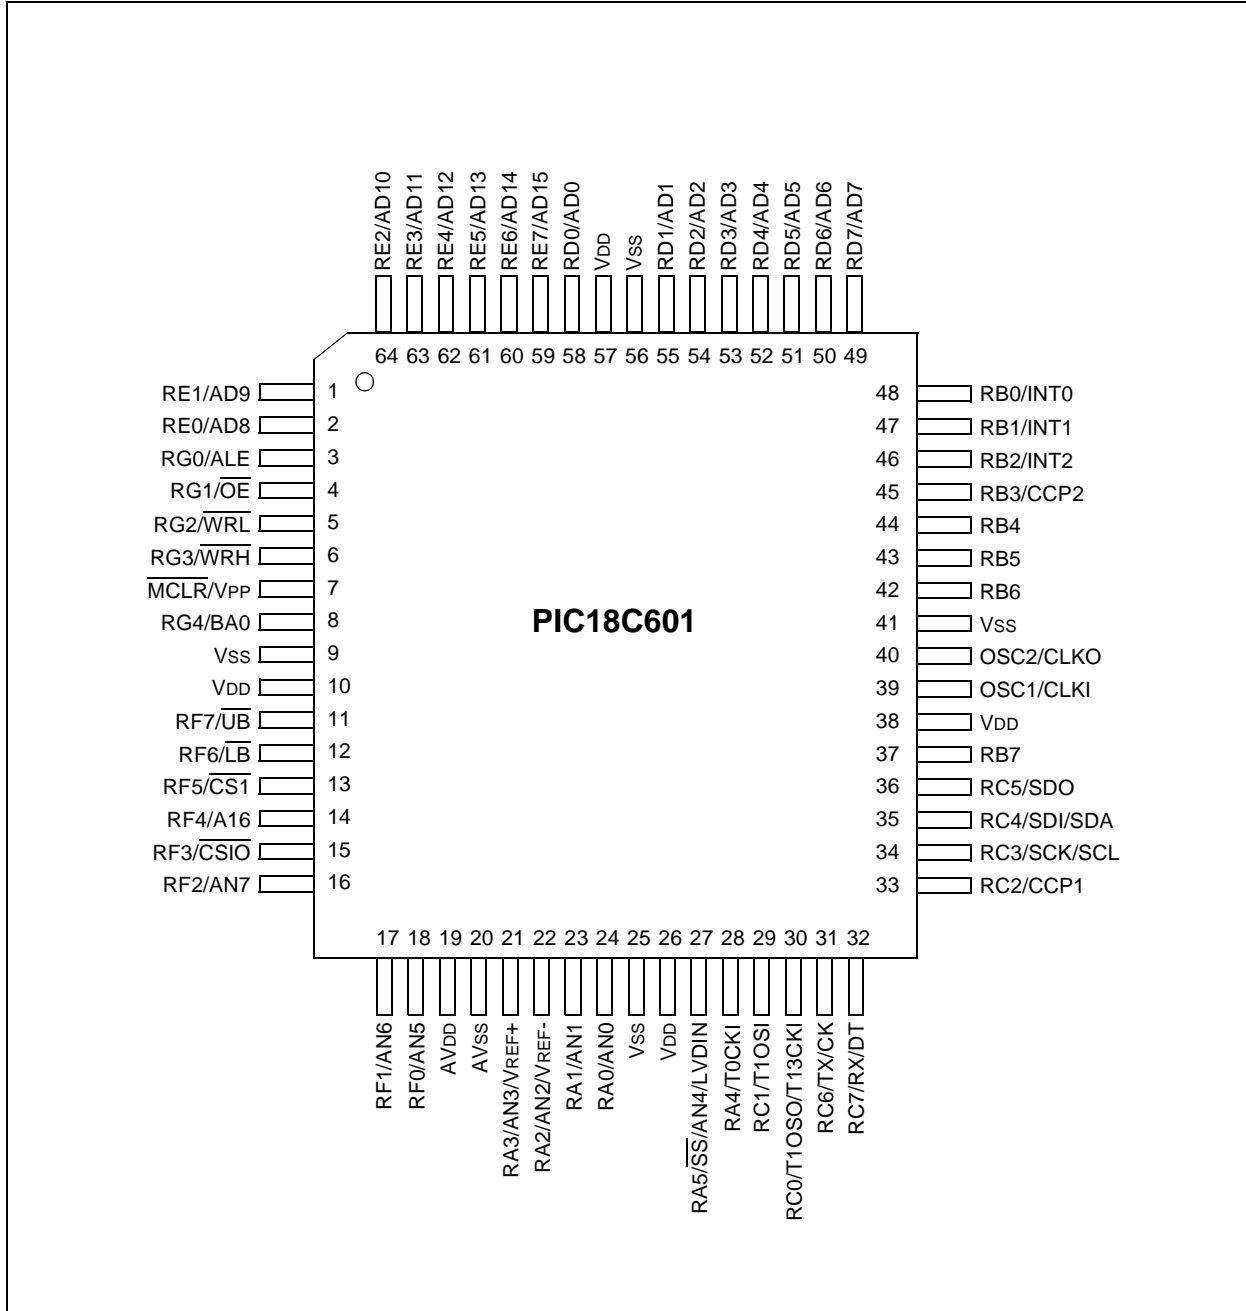 RE2/AD10
RE3/AD11
RE4/AD12
RE5/AD13
RE6/AD14
RE7/AD15
RD0/AD0
VDD
VSS
RD1/AD1
RD2/AD2
RD3/AD3
RD4/AD4
RD5/AD5
RD6/AD6
RD7/AD7
64 63 62 61 60 59 58 57 56 55 54 53 52 51 50 49
RE1/AD9 1
RE0/AD8 2
RG0/ALE 3
RG1/O̅E̅ 4
RG2/W̅R̅L̅ 5
RG3/W̅R̅H̅ 6
M̅C̅L̅R̅/VPP 7
RG4/BA0 8
VSS 9
VDD 10
RF7/U̅B̅ 11
RF6/L̅B̅ 12
RF5/C̅S̅1̅ 13
RF4/A16 14
RF3/C̅S̅I̅O̅ 15
RF2/AN7 16
PIC18C601
48 RB0/INT0
47 RB1/INT1
46 RB2/INT2
45 RB3/CCP2
44 RB4
43 RB5
42 RB6
41 VSS
40 OSC2/CLKO
39 OSC1/CLKI
38 VDD
37 RB7
36 RC5/SDO
35 RC4/SDI/SDA
34 RC3/SCK/SCL
33 RC2/CCP1
17 18 19 20 21 22 23 24 25 26 27 28 29 30 31 32
RF1/AN6
RF0/AN5
AVDD
AVSS
RA3/AN3/VREF+
RA2/AN2/VREF-
RA1/AN1
RA0/AN0
VSS
VDD
RA5/S̅S̅/AN4/LVDIN
RA4/T0CKI
RC1/T1OSI
RC0/T1OSO/T13CKI
RC6/TX/CK
RC7/RX/DT